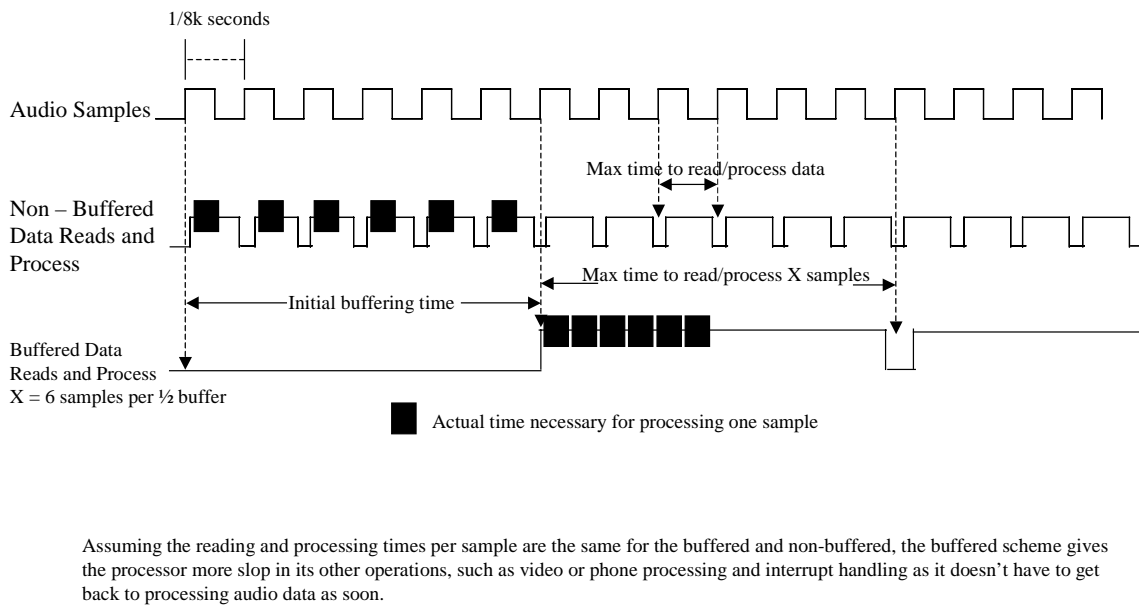 1/8k seconds
Audio Samples
Max time to read/process data
Non – Buffered
Data Reads and
Process
Max time to read/process X samples
Initial buffering time
Buffered Data
Reads and Process
X = 6 samples per ½ buffer
Actual time necessary for processing one sample
Assuming the reading and processing times per sample are the same for the buffered and non-buffered, the buffered scheme gives
the processor more slop in its other operations, such as video or phone processing and interrupt handling as it doesn’t have to get
back to processing audio data as soon.